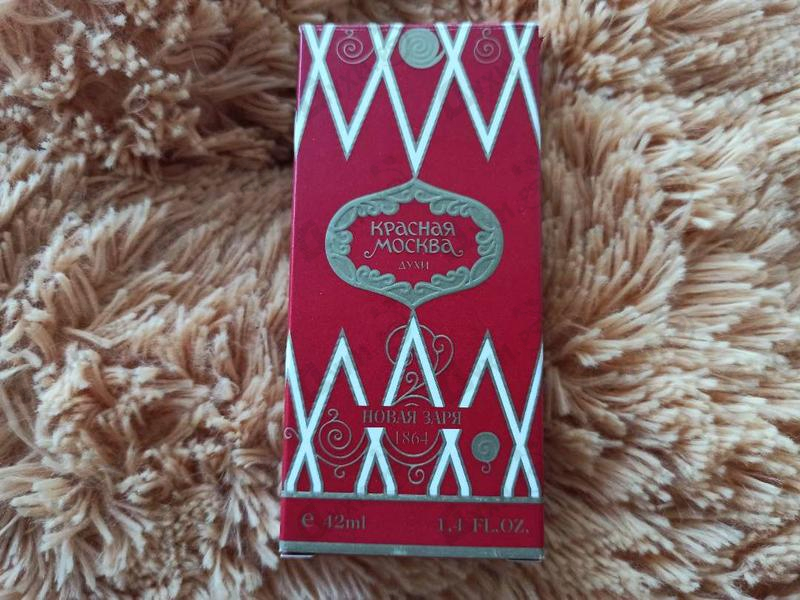 КРАСНАЯ
МОСКВА
ДУХИ
НОВАЯ ЗАРЯ
1864
e 42ml 1,4 FL.OZ.